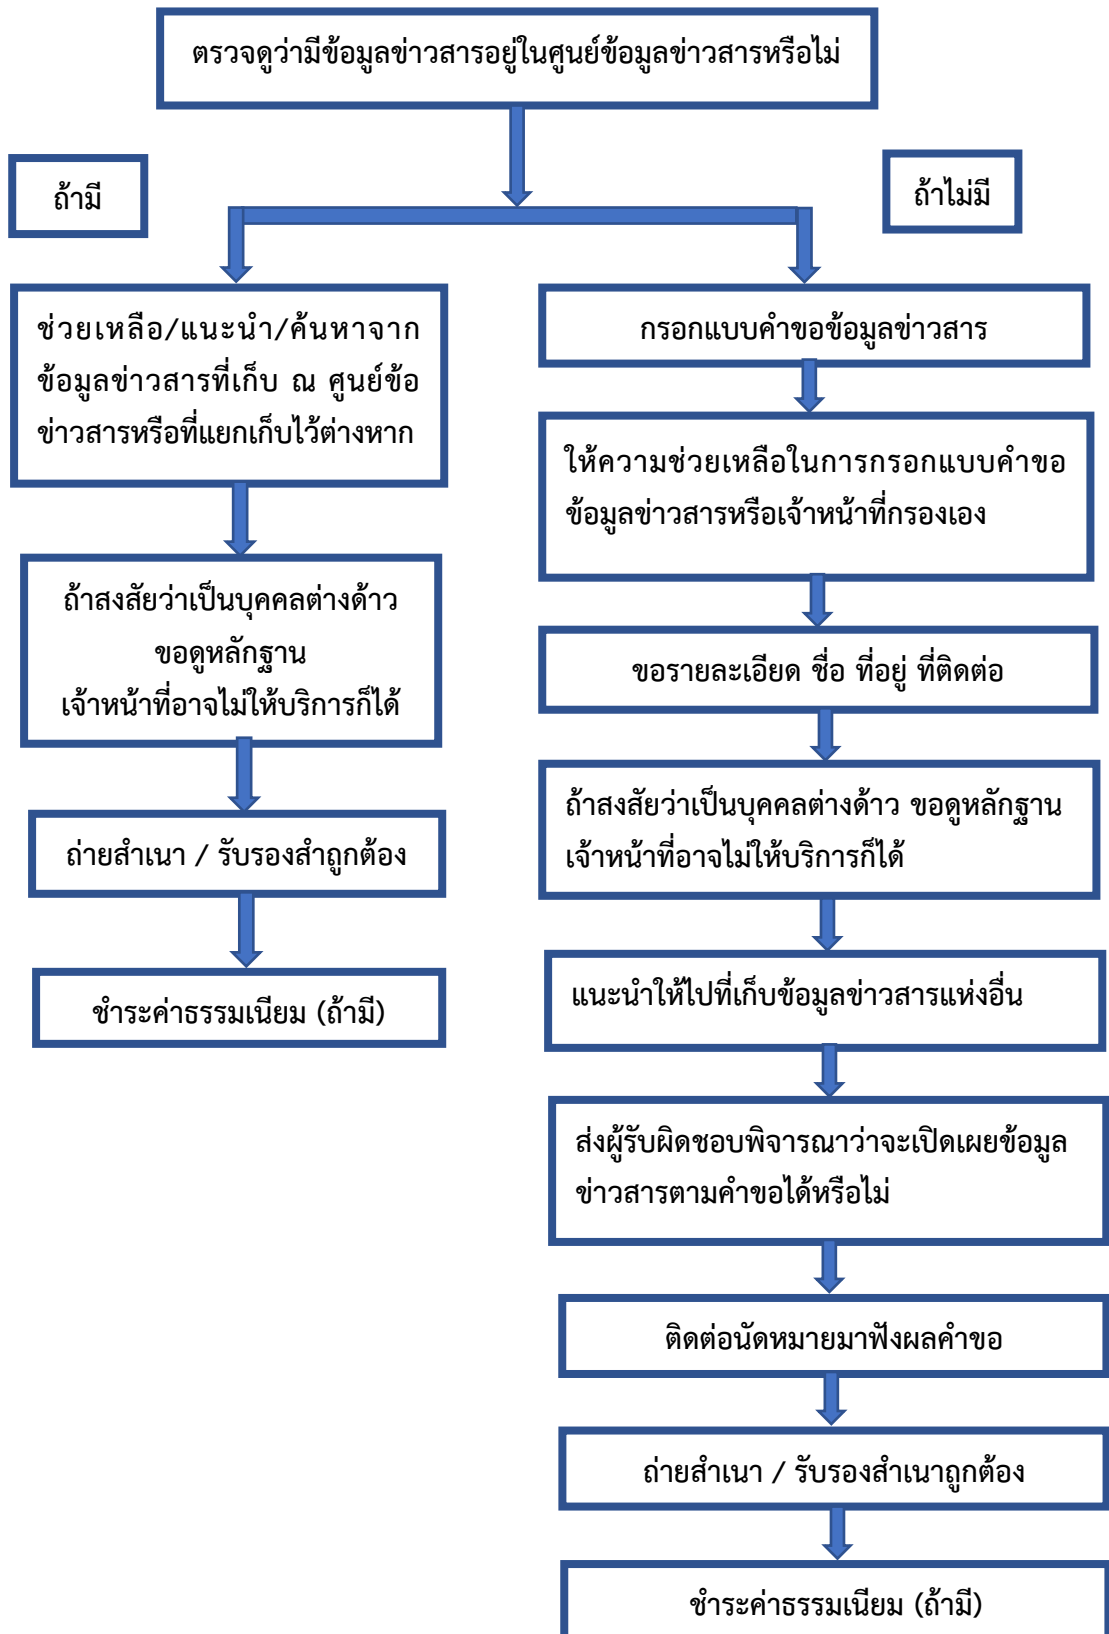 ตรวจดูว่ามีข้อมูลข่าวสารอยู่ในศูนย์ข้อมูลข่าวสารหรือไม่
ถ้ามี
ถ้าไม่มี
ช่วยเหลือ/แนะนำ/ค้นหาจาก
ข้อมูลข่าวสารที่เก็บ ณ ศูนย์ข้อ
ข่าวสารหรือที่แยกเก็บไว้ต่างหาก
ถ้าสงสัยว่าเป็นบุคคลต่างด้าว
ขอดูหลักฐาน
เจ้าหน้าที่อาจไม่ให้บริการก็ได้
ถ่ายสำเนา / รับรองสำถูกต้อง
ชำระค่าธรรมเนียม (ถ้ามี)
กรอกแบบคำขอข้อมูลข่าวสาร
ให้ความช่วยเหลือในการกรอกแบบคำขอ
ข้อมูลข่าวสารหรือเจ้าหน้าที่กรองเอง
ขอรายละเอียด ชื่อ ที่อยู่ ที่ติดต่อ
ถ้าสงสัยว่าเป็นบุคคลต่างด้าว ขอดูหลักฐาน
เจ้าหน้าที่อาจไม่ให้บริการก็ได้
แนะนำให้ไปที่เก็บข้อมูลข่าวสารแห่งอื่น
ส่งผู้รับผิดชอบพิจารณาว่าจะเปิดเผยข้อมูล
ข่าวสารตามคำขอได้หรือไม่
ติดต่อนัดหมายมาฟังผลคำขอ
ถ่ายสำเนา / รับรองสำเนาถูกต้อง
ชำระค่าธรรมเนียม (ถ้ามี)